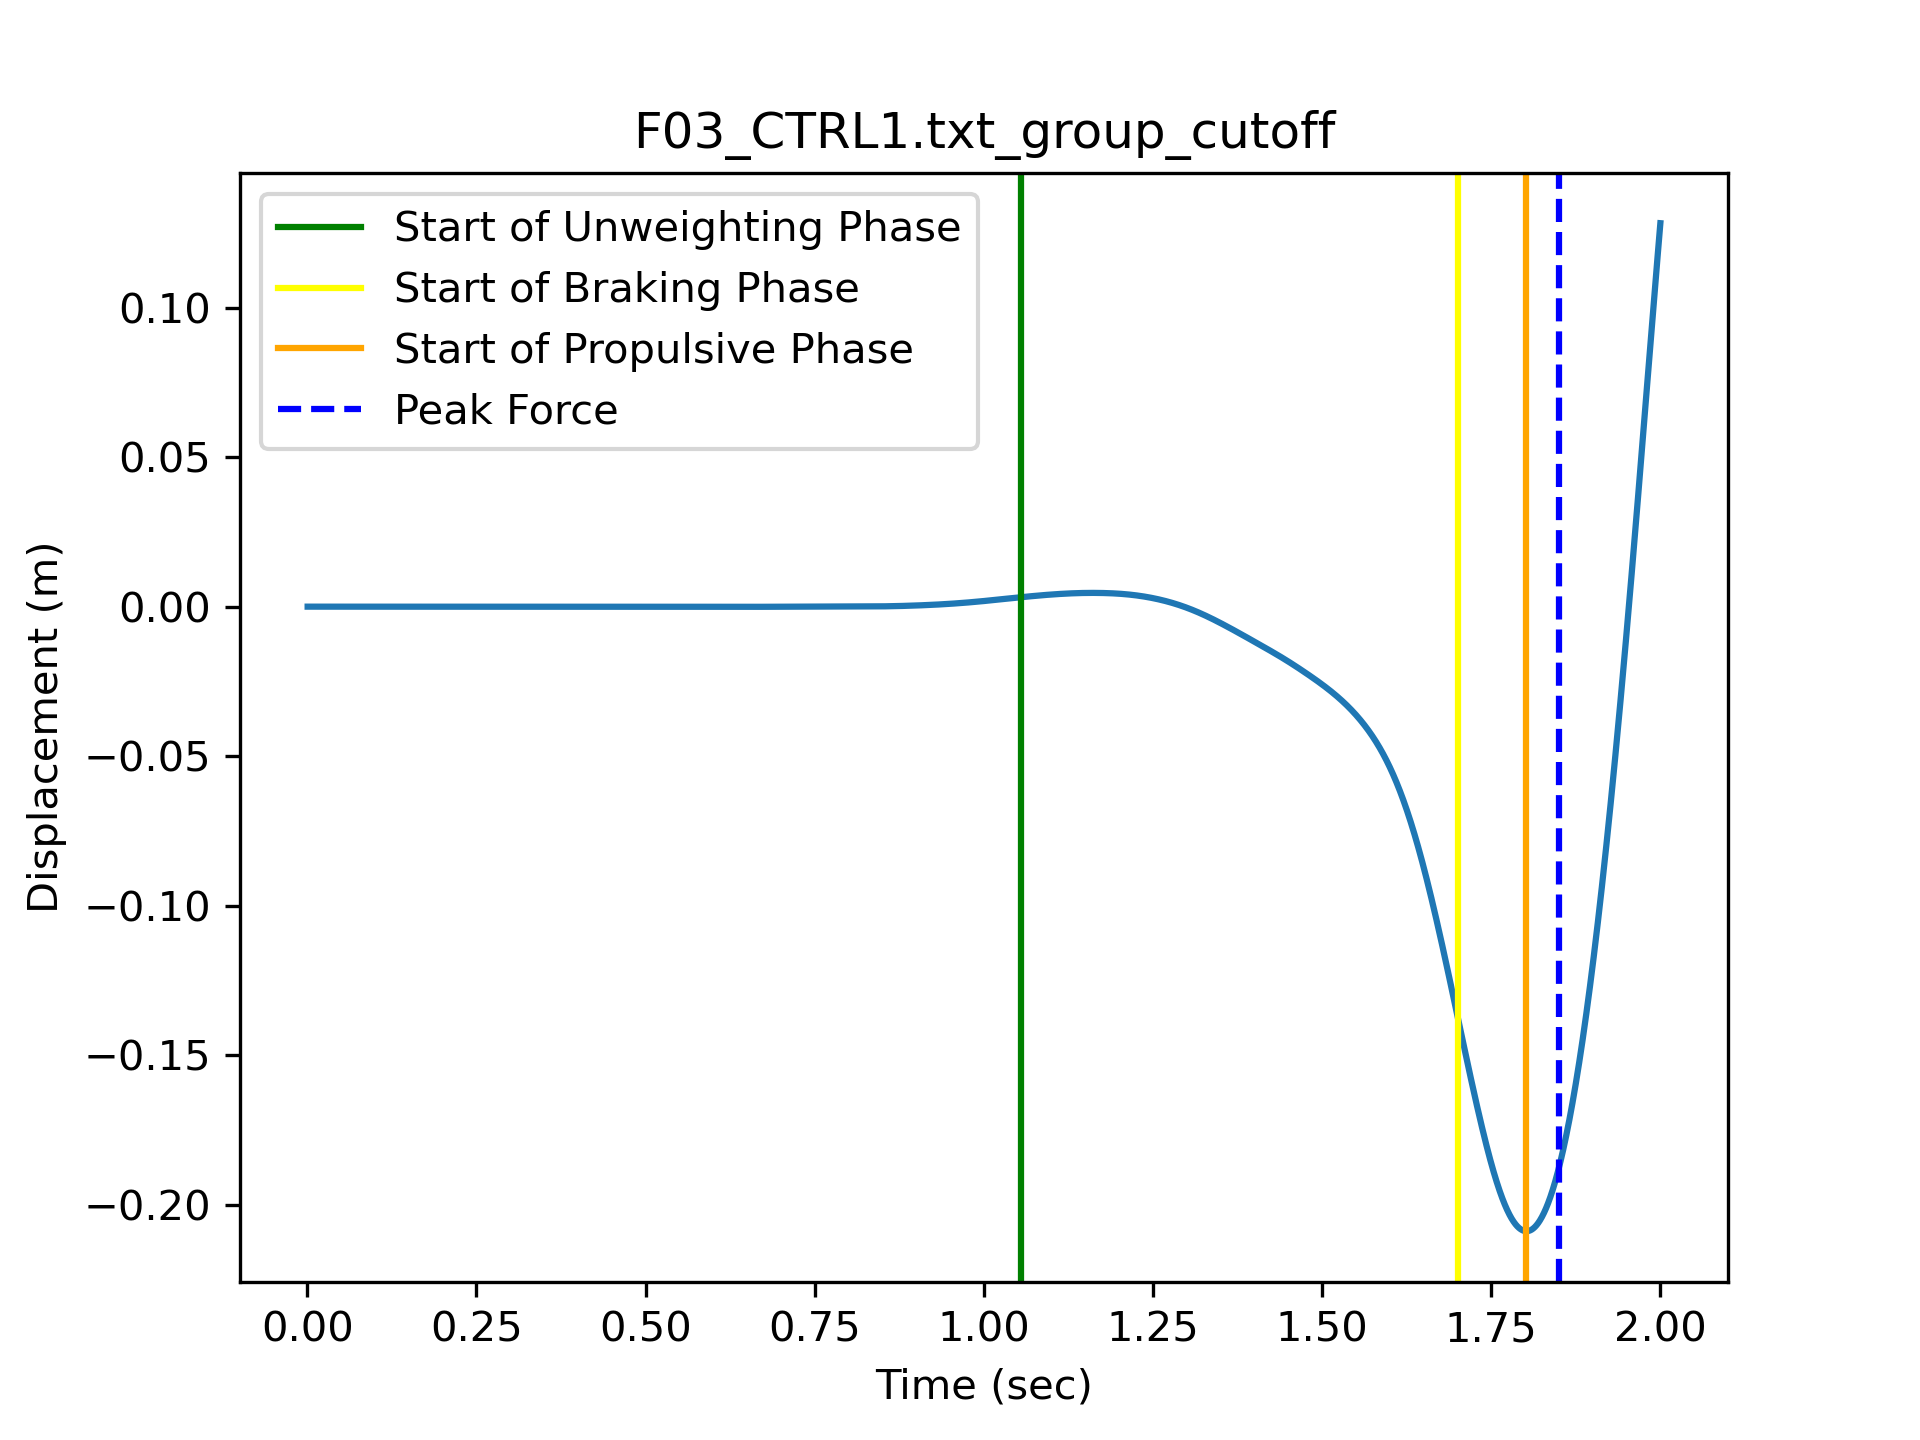 F03_CTRL1.txt_group_cutoff
Start of Unweighting Phase
Start of Braking Phase
Start of Propulsive Phase
Peak Force
Displacement (m)
0.10
0.05
0.00
−0.05
−0.10
−0.15
−0.20
0.00 0.25 0.50 0.75 1.00 1.25 1.50 1.75 2.00
Time (sec)